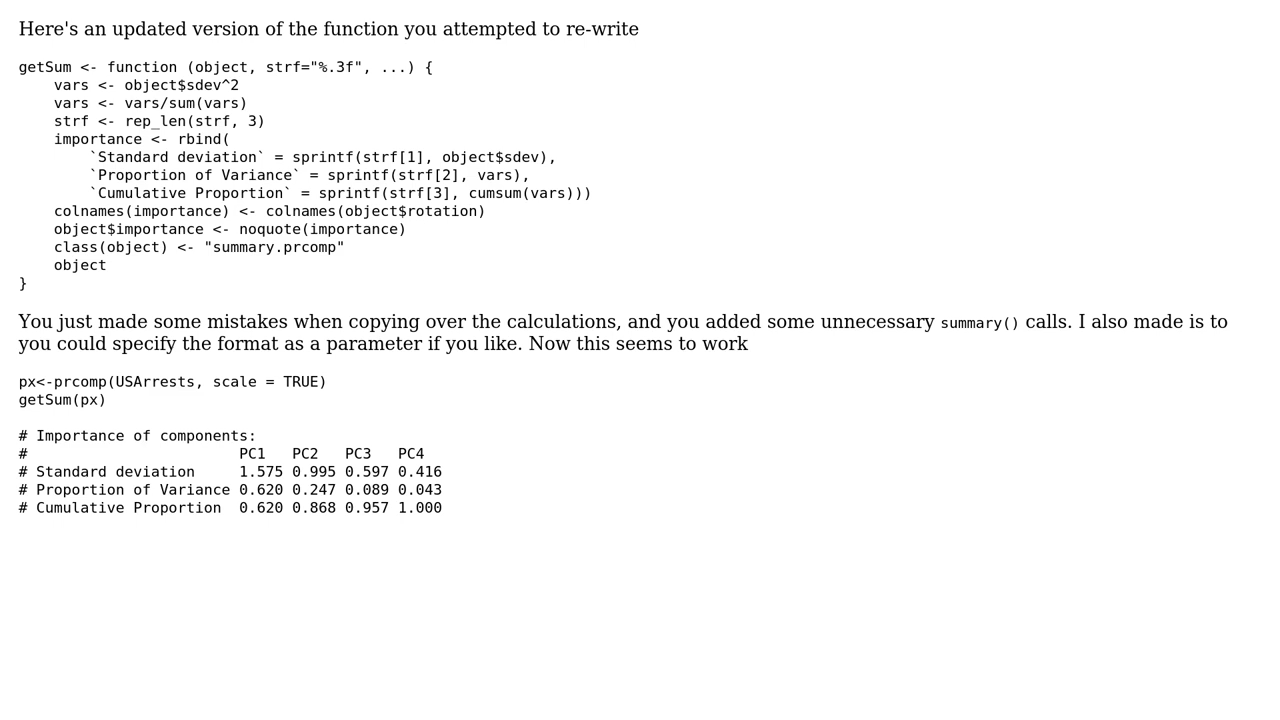 Here's an updated version of the function you attempted to re-write
getSum <- function (object, strf="%.3f", ...) {
    vars <- object$sdev^2
    vars <- vars/sum(vars)
    strf <- rep_len(strf, 3)
    importance <- rbind(
        `Standard deviation` = sprintf(strf[1], object$sdev),
        `Proportion of Variance` = sprintf(strf[2], vars),
        `Cumulative Proportion` = sprintf(strf[3], cumsum(vars)))
    colnames(importance) <- colnames(object$rotation)
    object$importance <- noquote(importance)
    class(object) <- "summary.prcomp"
    object
}
You just made some mistakes when copying over the calculations, and you added some unnecessary summary() calls. I also made is to
you could specify the format as a parameter if you like. Now this seems to work
px<-prcomp(USArrests, scale = TRUE)
getSum(px)
# Importance of components:
#                        PC1   PC2   PC3   PC4
# Standard deviation     1.575 0.995 0.597 0.416
# Proportion of Variance 0.620 0.247 0.089 0.043
# Cumulative Proportion  0.620 0.868 0.957 1.000